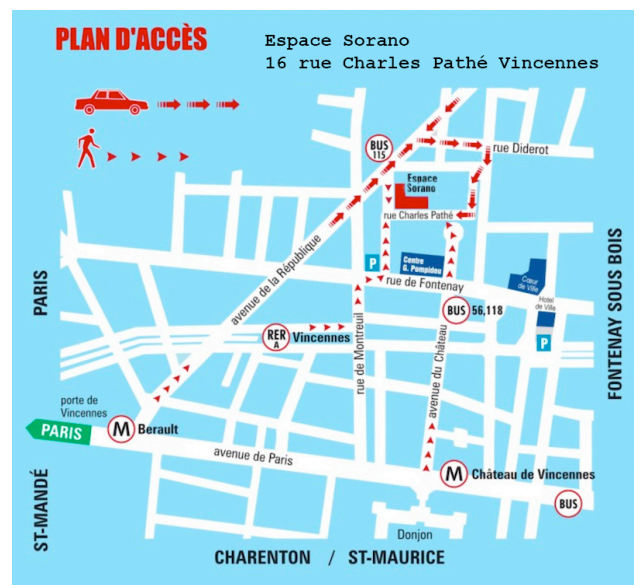 PLAN D'ACCÈS
Espace Sorano
16 rue Charles Pathé Vincennes
BUS
115
rue Diderot
Espace
Sorano
rue Charles Pathé
avenue de la République
P
Centre
G. Pompidou
rue de Fontenay
Cœur
de Ville
Hotel
de Ville
P
BUS
56,118
RER
A
Vincennes
rue de Montreuil
avenue du Château
PARIS
FONTENAY SOUS BOIS
porte de
Vincennes
PARIS
M
Berault
avenue de Paris
M
Château de Vincennes
BUS
ST-MANDÉ
Donjon
CHARENTON / ST-MAURICE